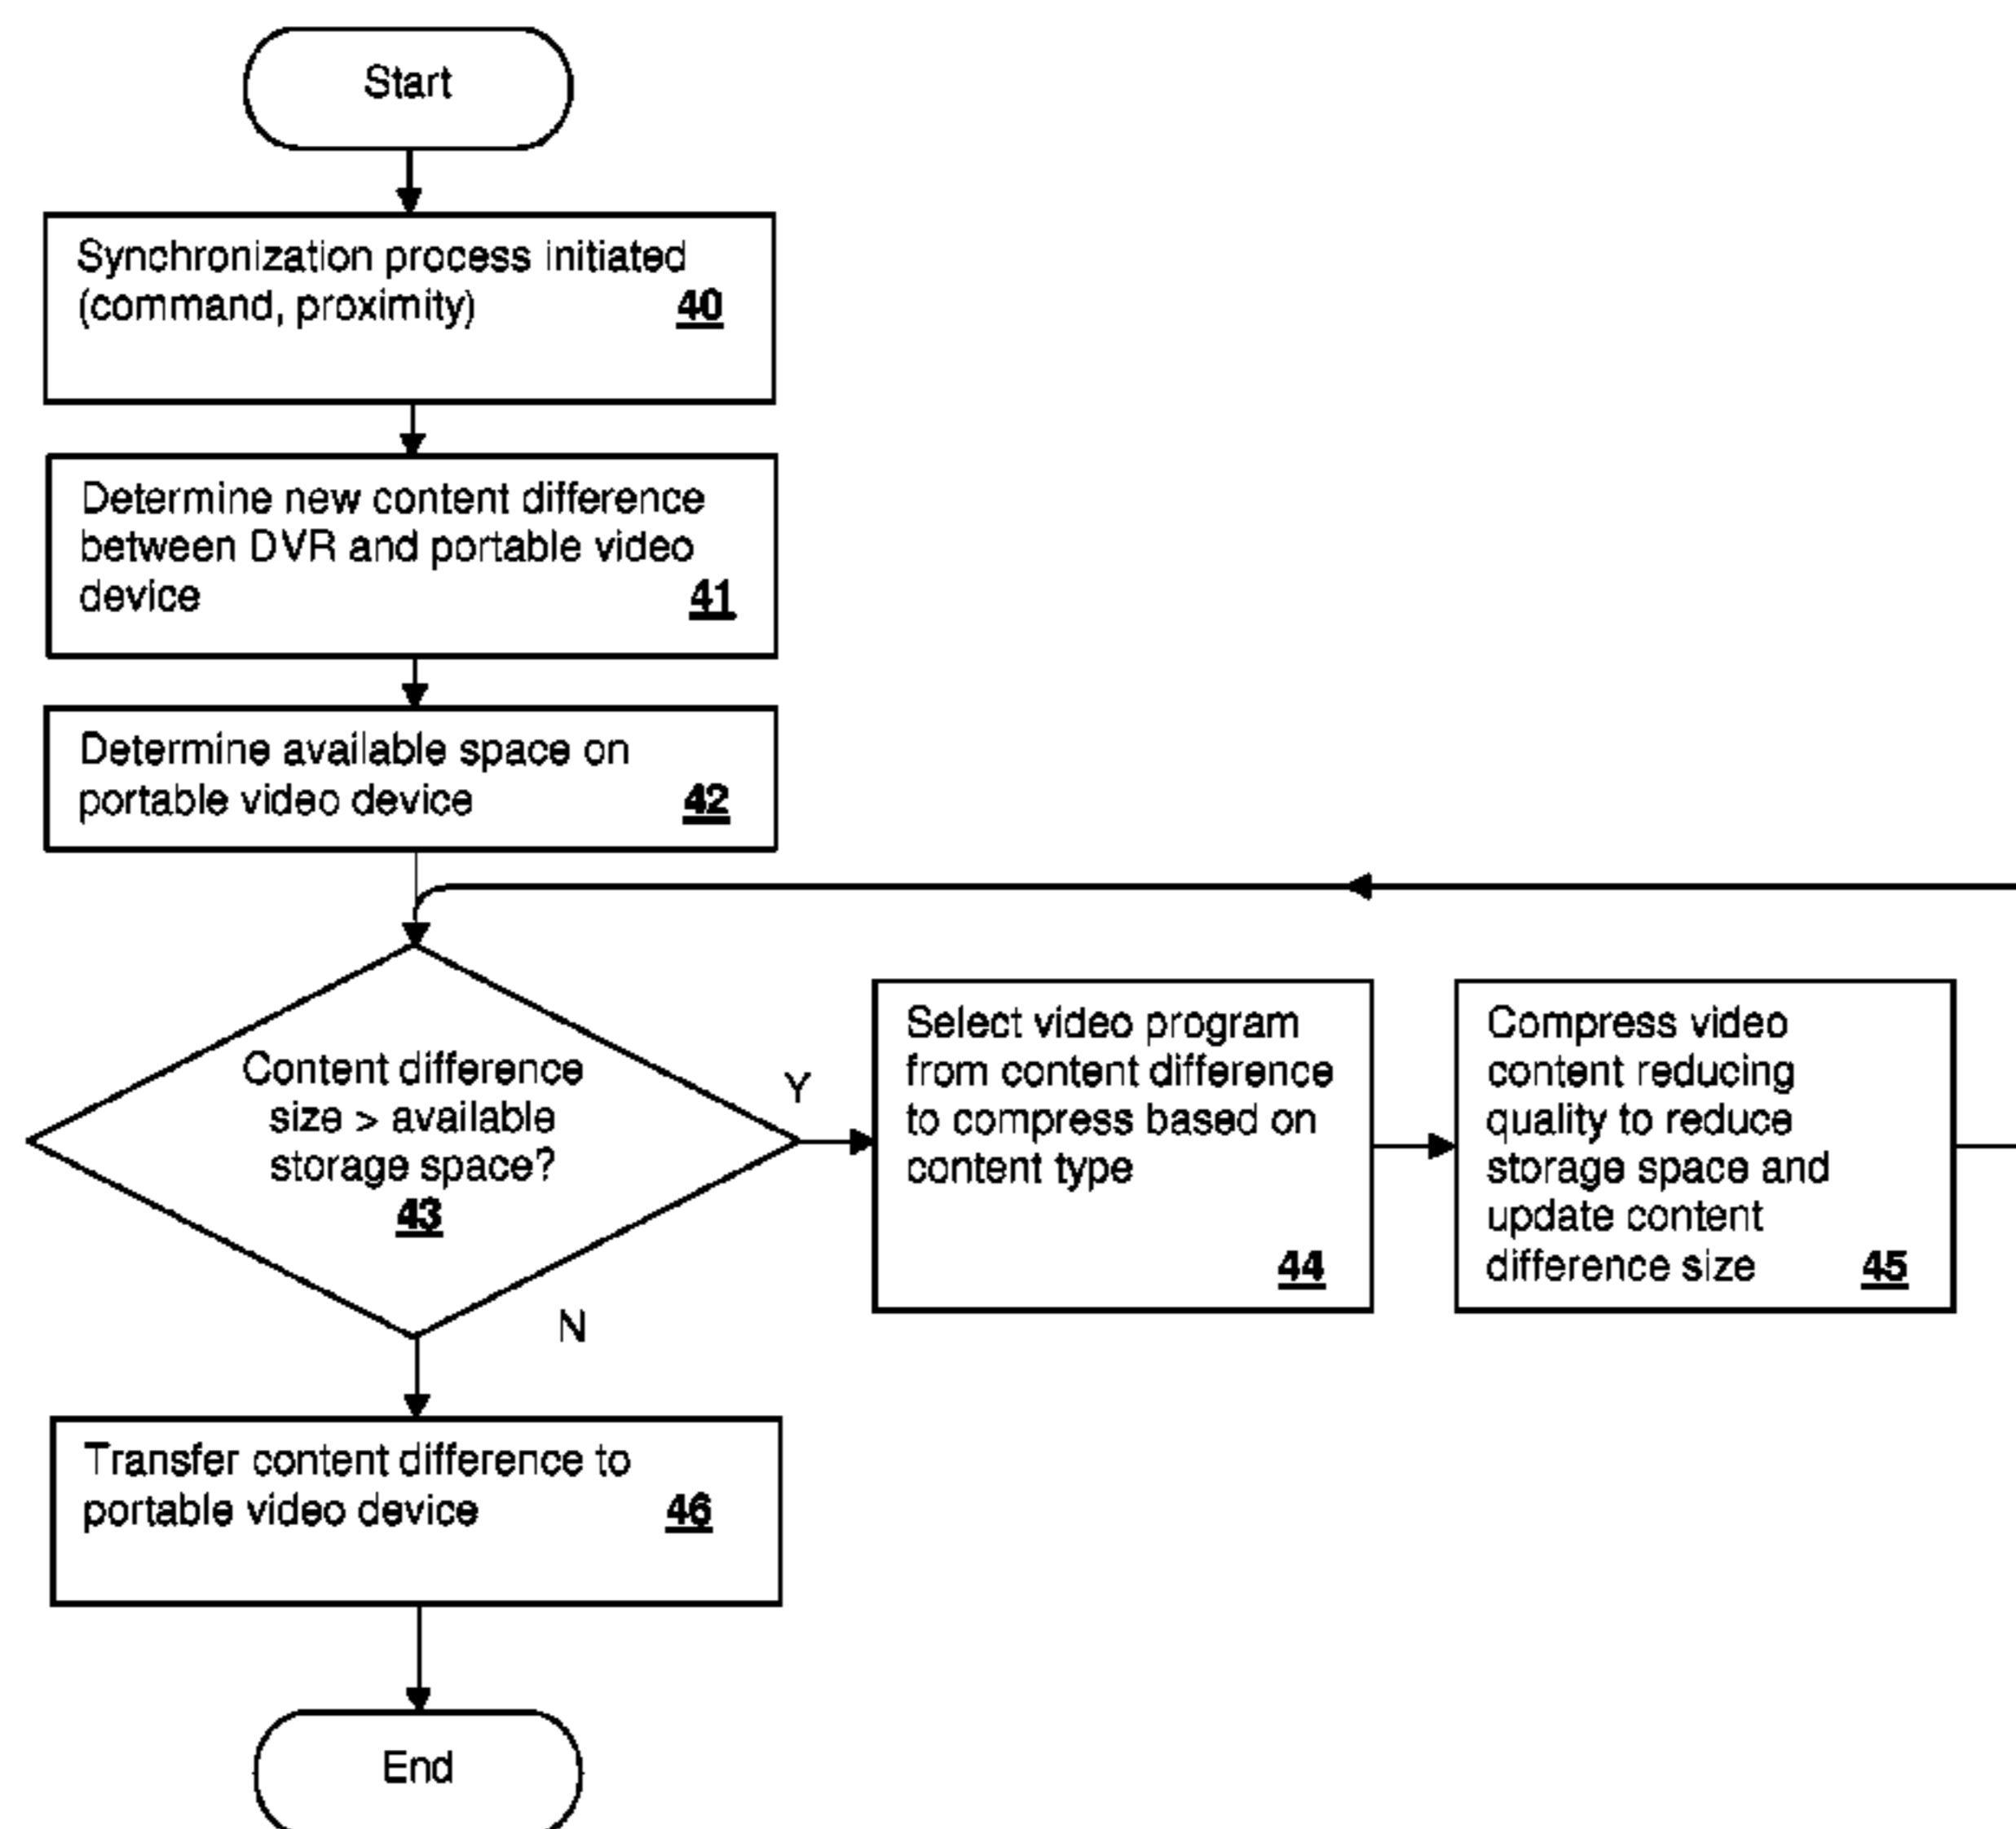 Start
Synchronization process initiated
(command, proximity) 40
Determine new content difference
between DVR and portable video
device 41
Determine available space on
portable video device 42
Content difference
size > available
storage space?
43
Y
N
Select video program
from content difference
to compress based on
content type
44
Compress video
content reducing
quality to reduce
storage space and
update content
difference size 45
Transfer content difference to
portable video device 46
End